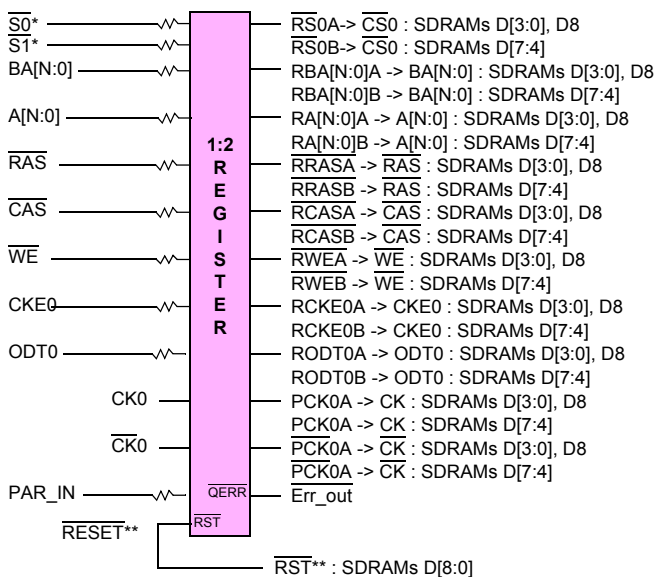 S0*
S1*
BA[N:0]
A[N:0]
RAS
CAS
WE
CKE0
ODT0
CK0
CK0
PAR_IN
RESET**
1:2
R
E
G
I
S
T
E
R
QERR
RST
RS0A-> CS0 : SDRAMs D[3:0], D8
RS0B-> CS0 : SDRAMs D[7:4]
RBA[N:0]A -> BA[N:0] : SDRAMs D[3:0], D8
RBA[N:0]B -> BA[N:0] : SDRAMs D[7:4]
RA[N:0]A -> A[N:0] : SDRAMs D[3:0], D8
RA[N:0]B -> A[N:0] : SDRAMs D[7:4]
RRASA -> RAS : SDRAMs D[3:0], D8
RRASB -> RAS : SDRAMs D[7:4]
RCASA -> CAS : SDRAMs D[3:0], D8
RCASB -> CAS : SDRAMs D[7:4]
RWEA -> WE : SDRAMs D[3:0], D8
RWEB -> WE : SDRAMs D[7:4]
RCKE0A -> CKE0 : SDRAMs D[3:0], D8
RCKE0B -> CKE0 : SDRAMs D[7:4]
RODT0A -> ODT0 : SDRAMs D[3:0], D8
RODT0B -> ODT0 : SDRAMs D[7:4]
PCK0A -> CK : SDRAMs D[3:0], D8
PCK0A -> CK : SDRAMs D[7:4]
PCK0A -> CK : SDRAMs D[3:0], D8
PCK0A -> CK : SDRAMs D[7:4]
Err_out
RST** : SDRAMs D[8:0]